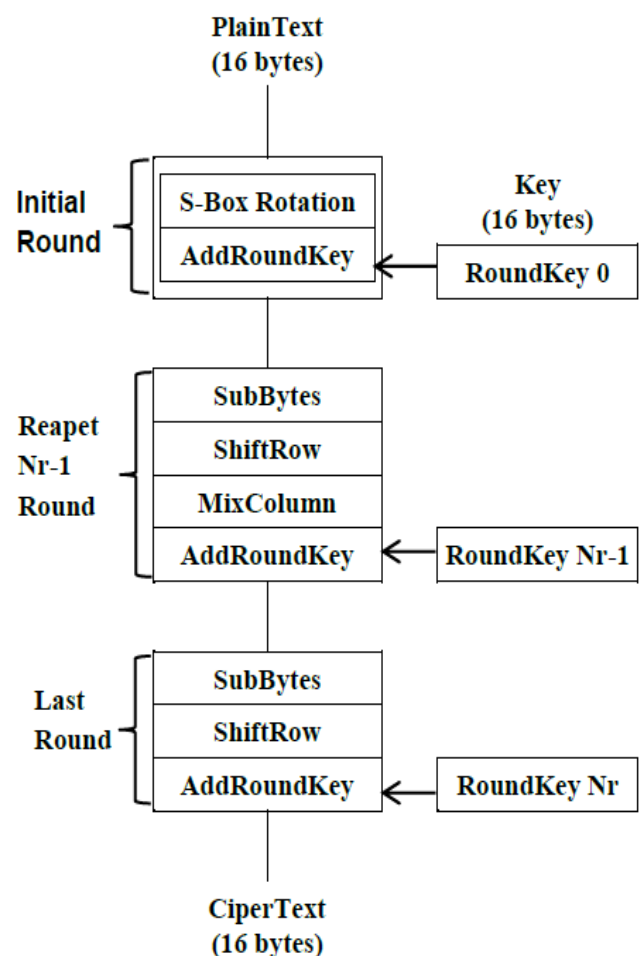 PlainText
(16 bytes)
Initial
Round
S-Box Rotation
AddRoundKey
Key
(16 bytes)
RoundKey 0
Reapet
Nr-1
Round
SubBytes
ShiftRow
MixColumn
AddRoundKey
RoundKey Nr-1
Last
Round
SubBytes
ShiftRow
AddRoundKey
RoundKey Nr
CiperText
(16 bytes)